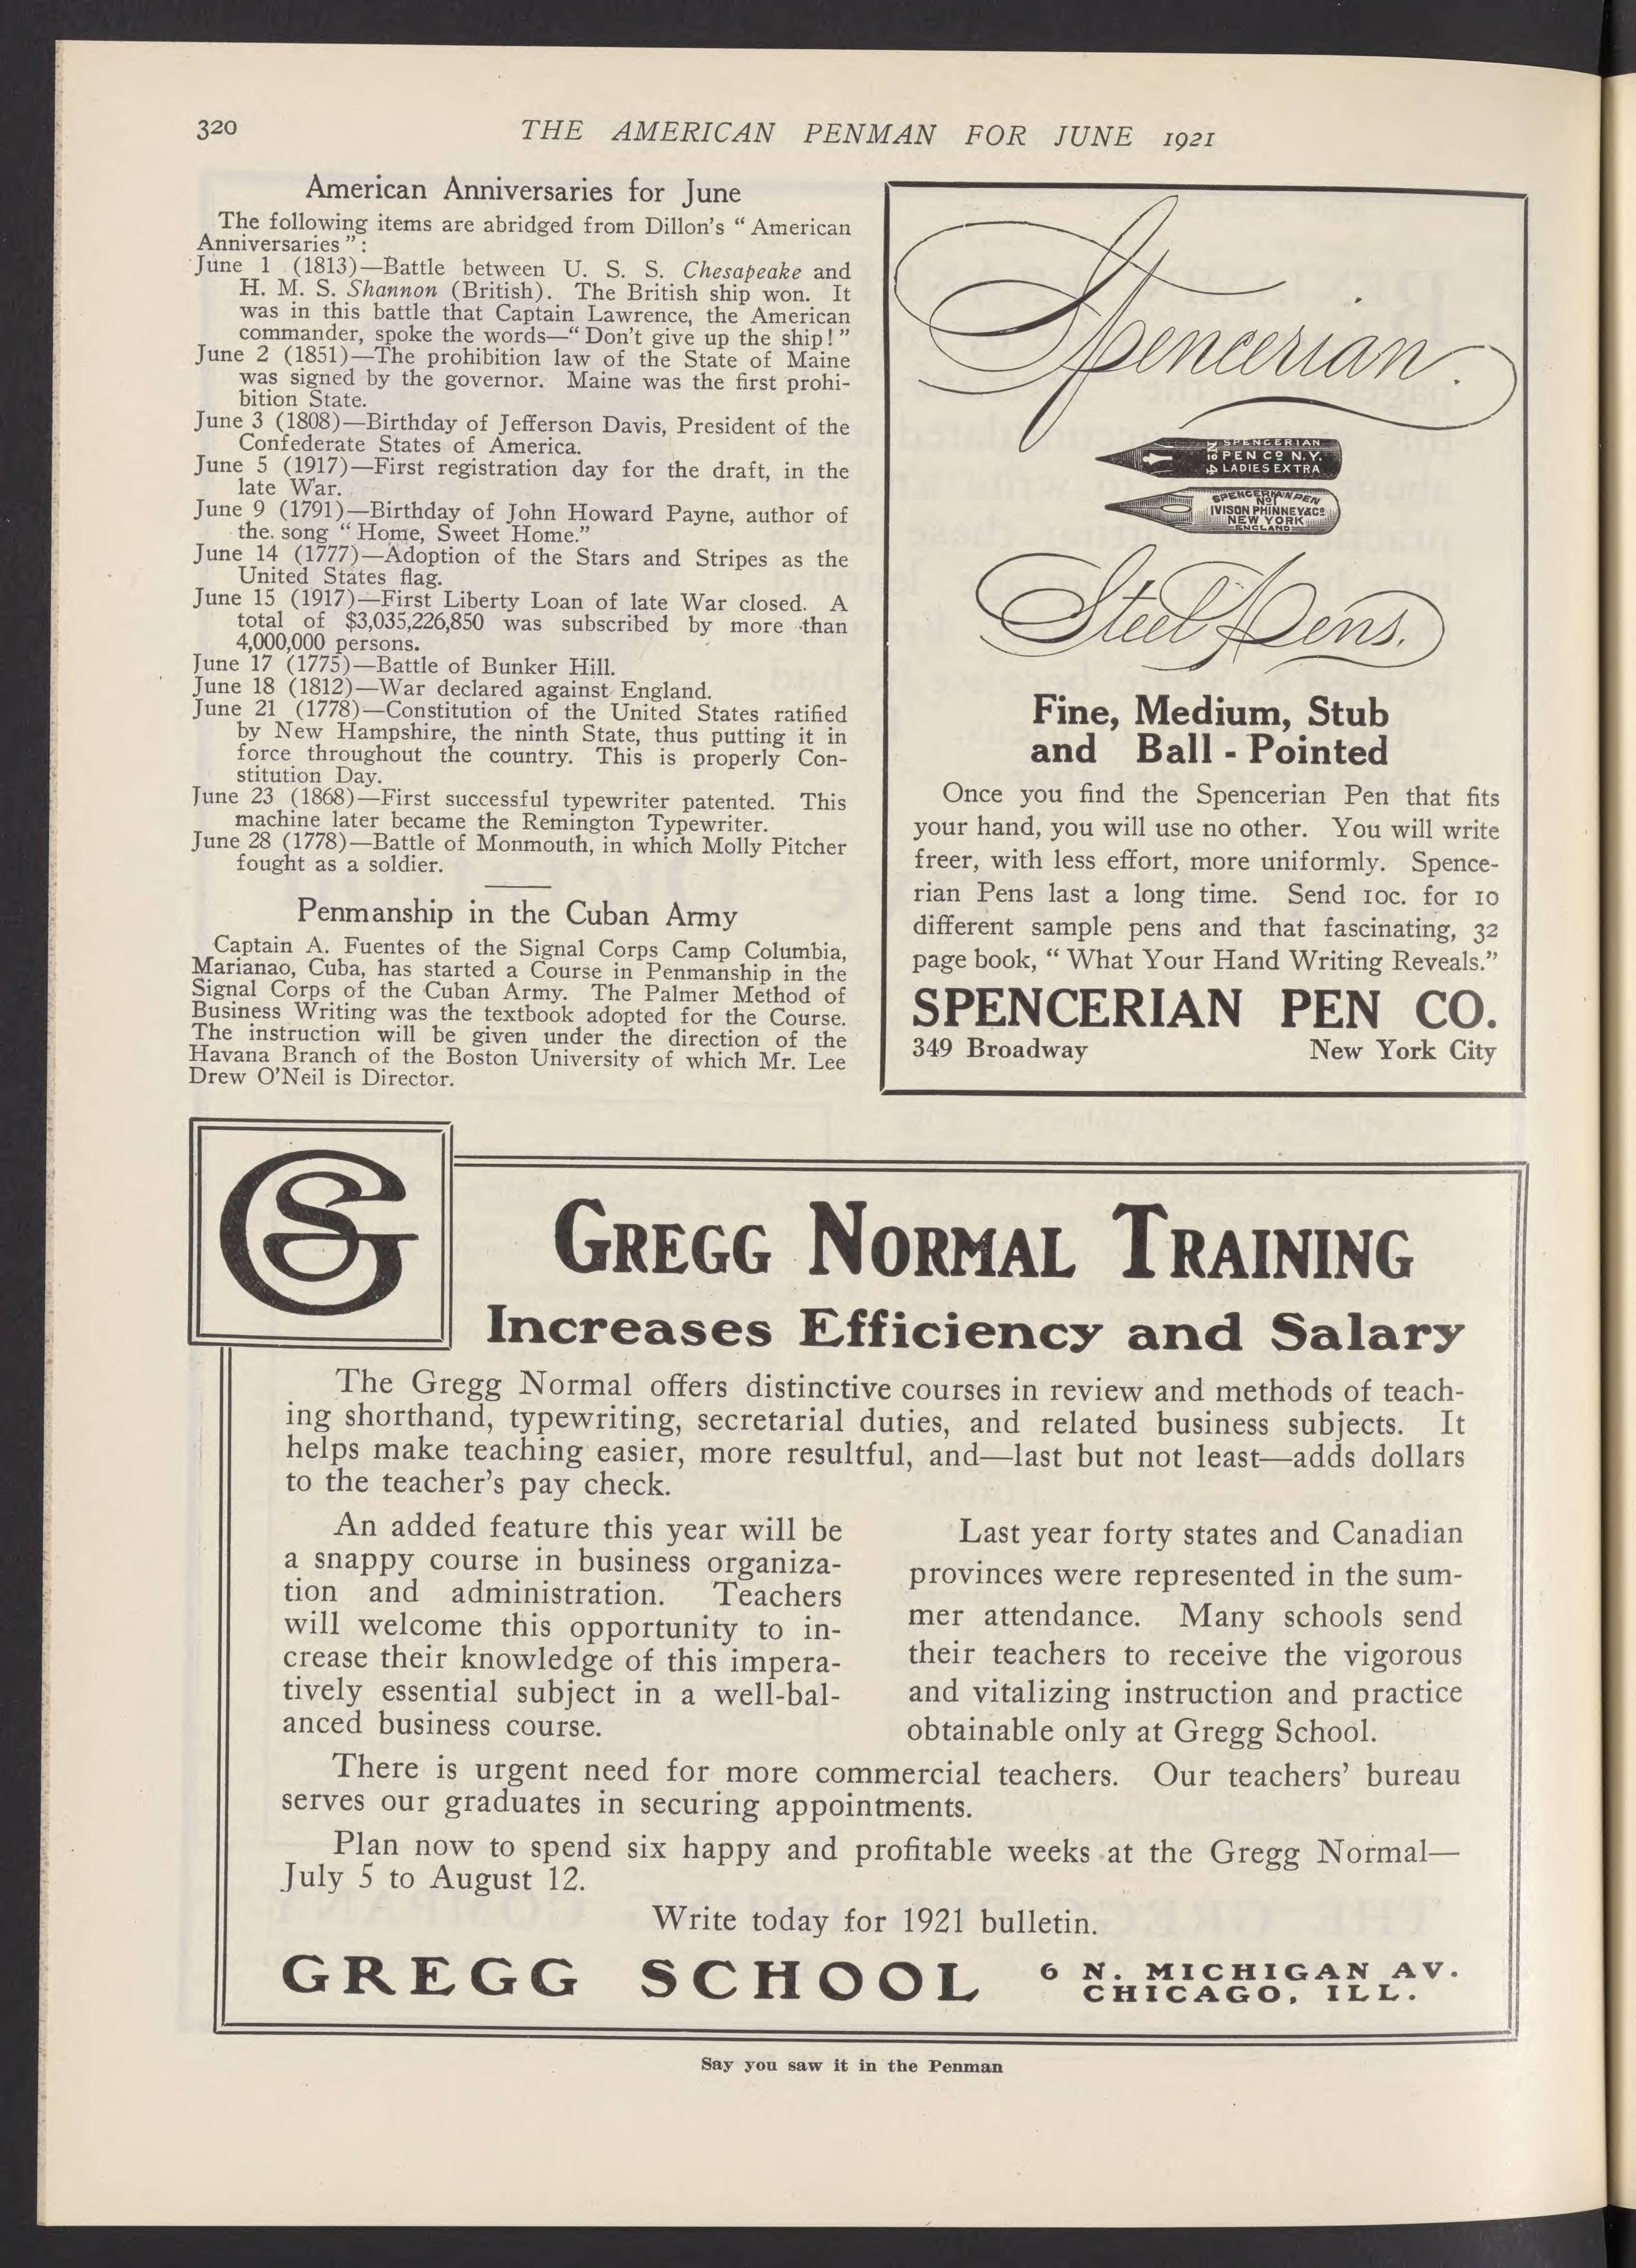 320
THE AMERICAN PENMAN FOR JUNE 1921
American Anniversaries for June
The following items are abridged from Dillon's “American
Anniversaries”:
June 1 (1813)—Battle between U. S. S. Chesapeake and
H. M. S. Shannon (British). The British ship won. It
was in this battle that Captain Lawrence, the American
commander, spoke the words—“Don't give up the ship!”
June 2 (1851)—The prohibition law of the State of Maine
was signed by the governor. Maine was the first prohi-
bition State.
June 3 (1808)—Birthday of Jefferson Davis, President of the
Confederate States of America.
June 5 (1917)—First registration day for the draft, in the
late War.
June 9 (1791)—Birthday of John Howard Payne, author of
the song “Home, Sweet Home.”
June 14 (1777)—Adoption of the Stars and Stripes as the
United States flag.
June 15 (1917)—First Liberty Loan of late War closed. A
total of $3,035,226,850 was subscribed by more than
4,000,000 persons.
June 17 (1775)—Battle of Bunker Hill.
June 18 (1812)—War declared against England.
June 21 (1778)—Constitution of the United States ratified
by New Hampshire, the ninth State, thus putting it in
force throughout the country. This is properly Con-
stitution Day.
June 23 (1868)—First successful typewriter patented. This
machine later became the Remington Typewriter.
June 28 (1778)—Battle of Monmouth, in which Molly Pitcher
fought as a soldier.
Penmanship in the Cuban Army
Captain A. Fuentes of the Signal Corps Camp Columbia,
Marianao, Cuba, has started a Course in Penmanship in the
Signal Corps of the Cuban Army. The Palmer Method of
Business Writing was the textbook adopted for the Course.
The instruction will be given under the direction of the
Havana Branch of the Boston University of which Mr. Lee
Drew O'Neil is Director.
Spencerian
SPENCERIAN
PEN CO N.Y.
LADIES EXTRA
No 14
SPENCERIAN PEN
No 1
IVISON PHINNEY & CO
NEW YORK
ENGLAND
Steel Pens.
Fine, Medium, Stub
and Ball - Pointed
Once you find the Spencerian Pen that fits
your hand, you will use no other. You will write
freer, with less effort, more uniformly. Spence-
rian Pens last a long time. Send 10c. for 10
different sample pens and that fascinating, 32
page book, “What Your Hand Writing Reveals.”
SPENCERIAN PEN CO.
349 Broadway New York City
GS
GREGG NORMAL TRAINING
Increases Efficiency and Salary
The Gregg Normal offers distinctive courses in review and methods of teach-
ing shorthand, typewriting, secretarial duties, and related business subjects. It
helps make teaching easier, more resultful, and—last but not least—adds dollars
to the teacher's pay check.
An added feature this year will be
a snappy course in business organiza-
tion and administration. Teachers
will welcome this opportunity to in-
crease their knowledge of this impera-
tively essential subject in a well-bal-
anced business course.
Last year forty states and Canadian
provinces were represented in the sum-
mer attendance. Many schools send
their teachers to receive the vigorous
and vitalizing instruction and practice
obtainable only at Gregg School.
There is urgent need for more commercial teachers. Our teachers' bureau
serves our graduates in securing appointments.
Plan now to spend six happy and profitable weeks at the Gregg Normal—
July 5 to August 12.
Write today for 1921 bulletin.
GREGG SCHOOL
6 N. MICHIGAN AV.
CHICAGO, ILL.
Say you saw it in the Penman